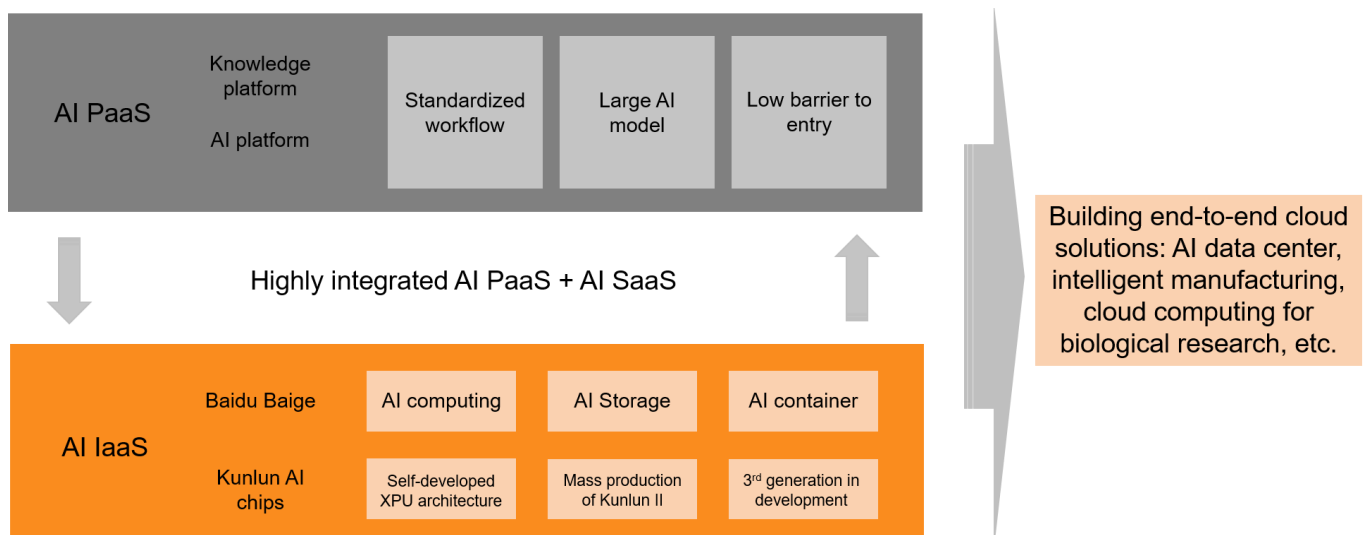 AI PaaS
Knowledge
platform
AI platform
Standardized
workflow
Large AI
model
Low barrier to
entry
Highly integrated AI PaaS + AI SaaS
AI IaaS
Baidu Baige
AI computing
AI Storage
AI container
Kunlun AI
chips
Self-developed
XPU architecture
Mass production
of Kunlun II
3rd generation in
development
Building end-to-end cloud
solutions: AI data center,
intelligent manufacturing,
cloud computing for
biological research, etc.